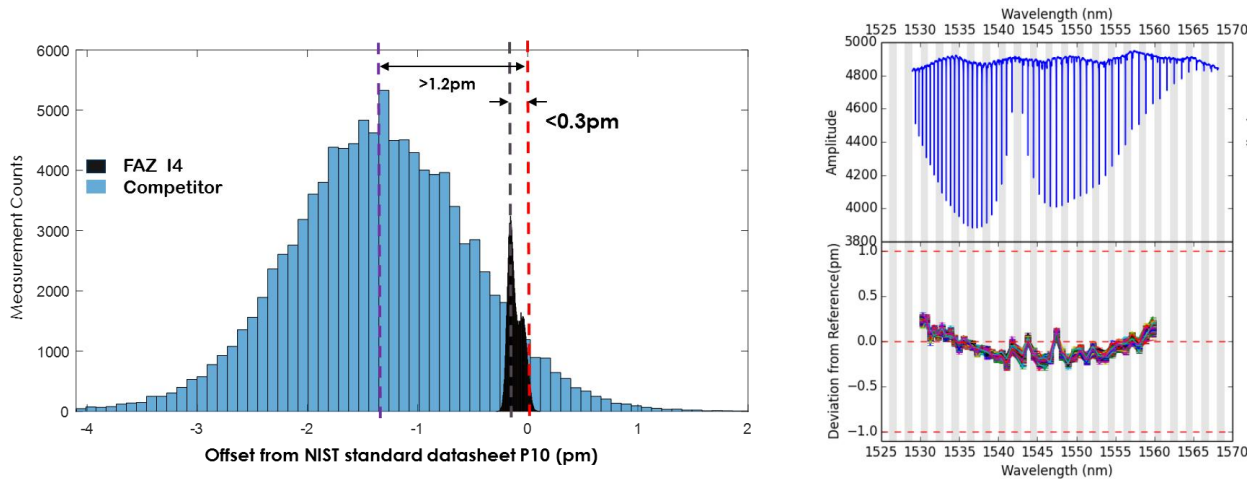 6000
5000
4000
3000
2000
1000
0
Measurement Counts
>1.2pm
<0.3pm
FAZ I4
Competitor
-4 -3 -2 -1 0 1 2
Offset from NIST standard datasheet P10 (pm)
Wavelength (nm)
1525 1530 1535 1540 1545 1550 1555 1560 1565 1570
5000
4800
4600
4400
4200
4000
3800
Amplitude
1.0
0.5
0.0
−0.5
−1.0
Deviation from Reference(pm)
1525 1530 1535 1540 1545 1550 1555 1560 1565 1570
Wavelength (nm)